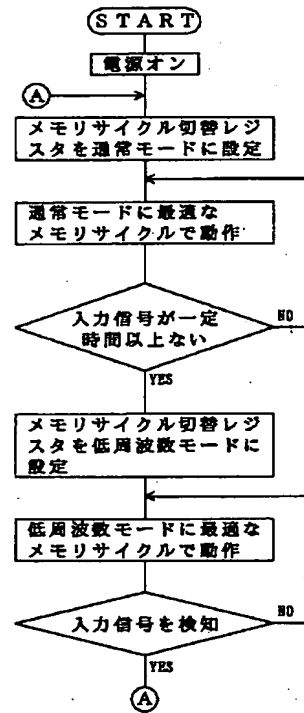 START
電源オン
A
メモリサイクル切替レジ
スタを通常モードに設定
通常モードに最適な
メモリサイクルで動作
入力信号が一定
時間以上ない
NO
YES
メモリサイクル切替レジ
スタを低周波数モードに
設定
低周波数モードに最適な
メモリサイクルで動作
入力信号を検知
NO
YES
A